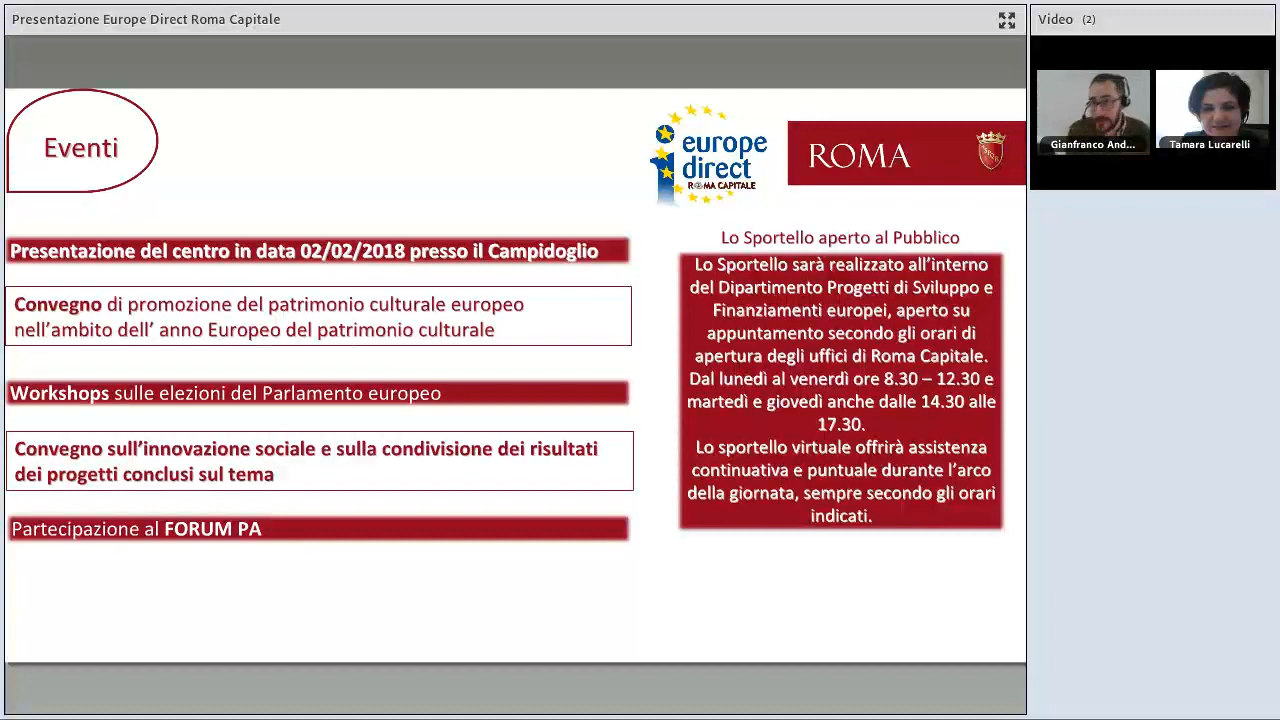 Presentazione Europe Direct Roma Capitale
Video (2)
Gianfranco And...
Tamara Lucarelli
Eventi
europe
direct
ROMA CAPITALE
ROMA
Presentazione del centro in data 02/02/2018 presso il Campidoglio
Convegno di promozione del patrimonio culturale europeo
nell'ambito dell' anno Europeo del patrimonio culturale
Workshops sulle elezioni del Parlamento europeo
Convegno sull'innovazione sociale e sulla condivisione dei risultati
dei progetti conclusi sul tema
Partecipazione al FORUM PA
Lo Sportello aperto al Pubblico
Lo Sportello sarà realizzato all'interno
del Dipartimento Progetti di Sviluppo e
Finanziamenti europei, aperto su
appuntamento secondo gli orari di
apertura degli uffici di Roma Capitale.
Dal lunedì al venerdì ore 8.30 – 12.30 e
martedì e giovedì anche dalle 14.30 alle
17.30.
Lo sportello virtuale offrirà assistenza
continuativa e puntuale durante l'arco
della giornata, sempre secondo gli orari
indicati.